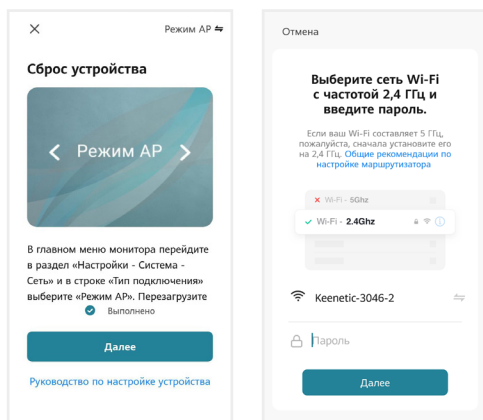 Режим AP
Сброс устройства
Режим AP
В главном меню монитора перейдите
в раздел «Настройки - Система -
Сеть» и в строке «Тип подключения»
выберите «Режим AP». Перезагрузите
Выполнено
Далее
Руководство по настройке устройства
Отмена
Выберите сеть Wi-Fi
с частотой 2,4 ГГц и
введите пароль.
Если ваш Wi-Fi составляет 5 ГГц,
пожалуйста, сначала установите его
на 2,4 ГГц. Общие рекомендации по
настройке маршрутизатора
Wi-Fi - 5Ghz
Wi-Fi - 2.4Ghz
Keenetic-3046-2
Пароль
Далее